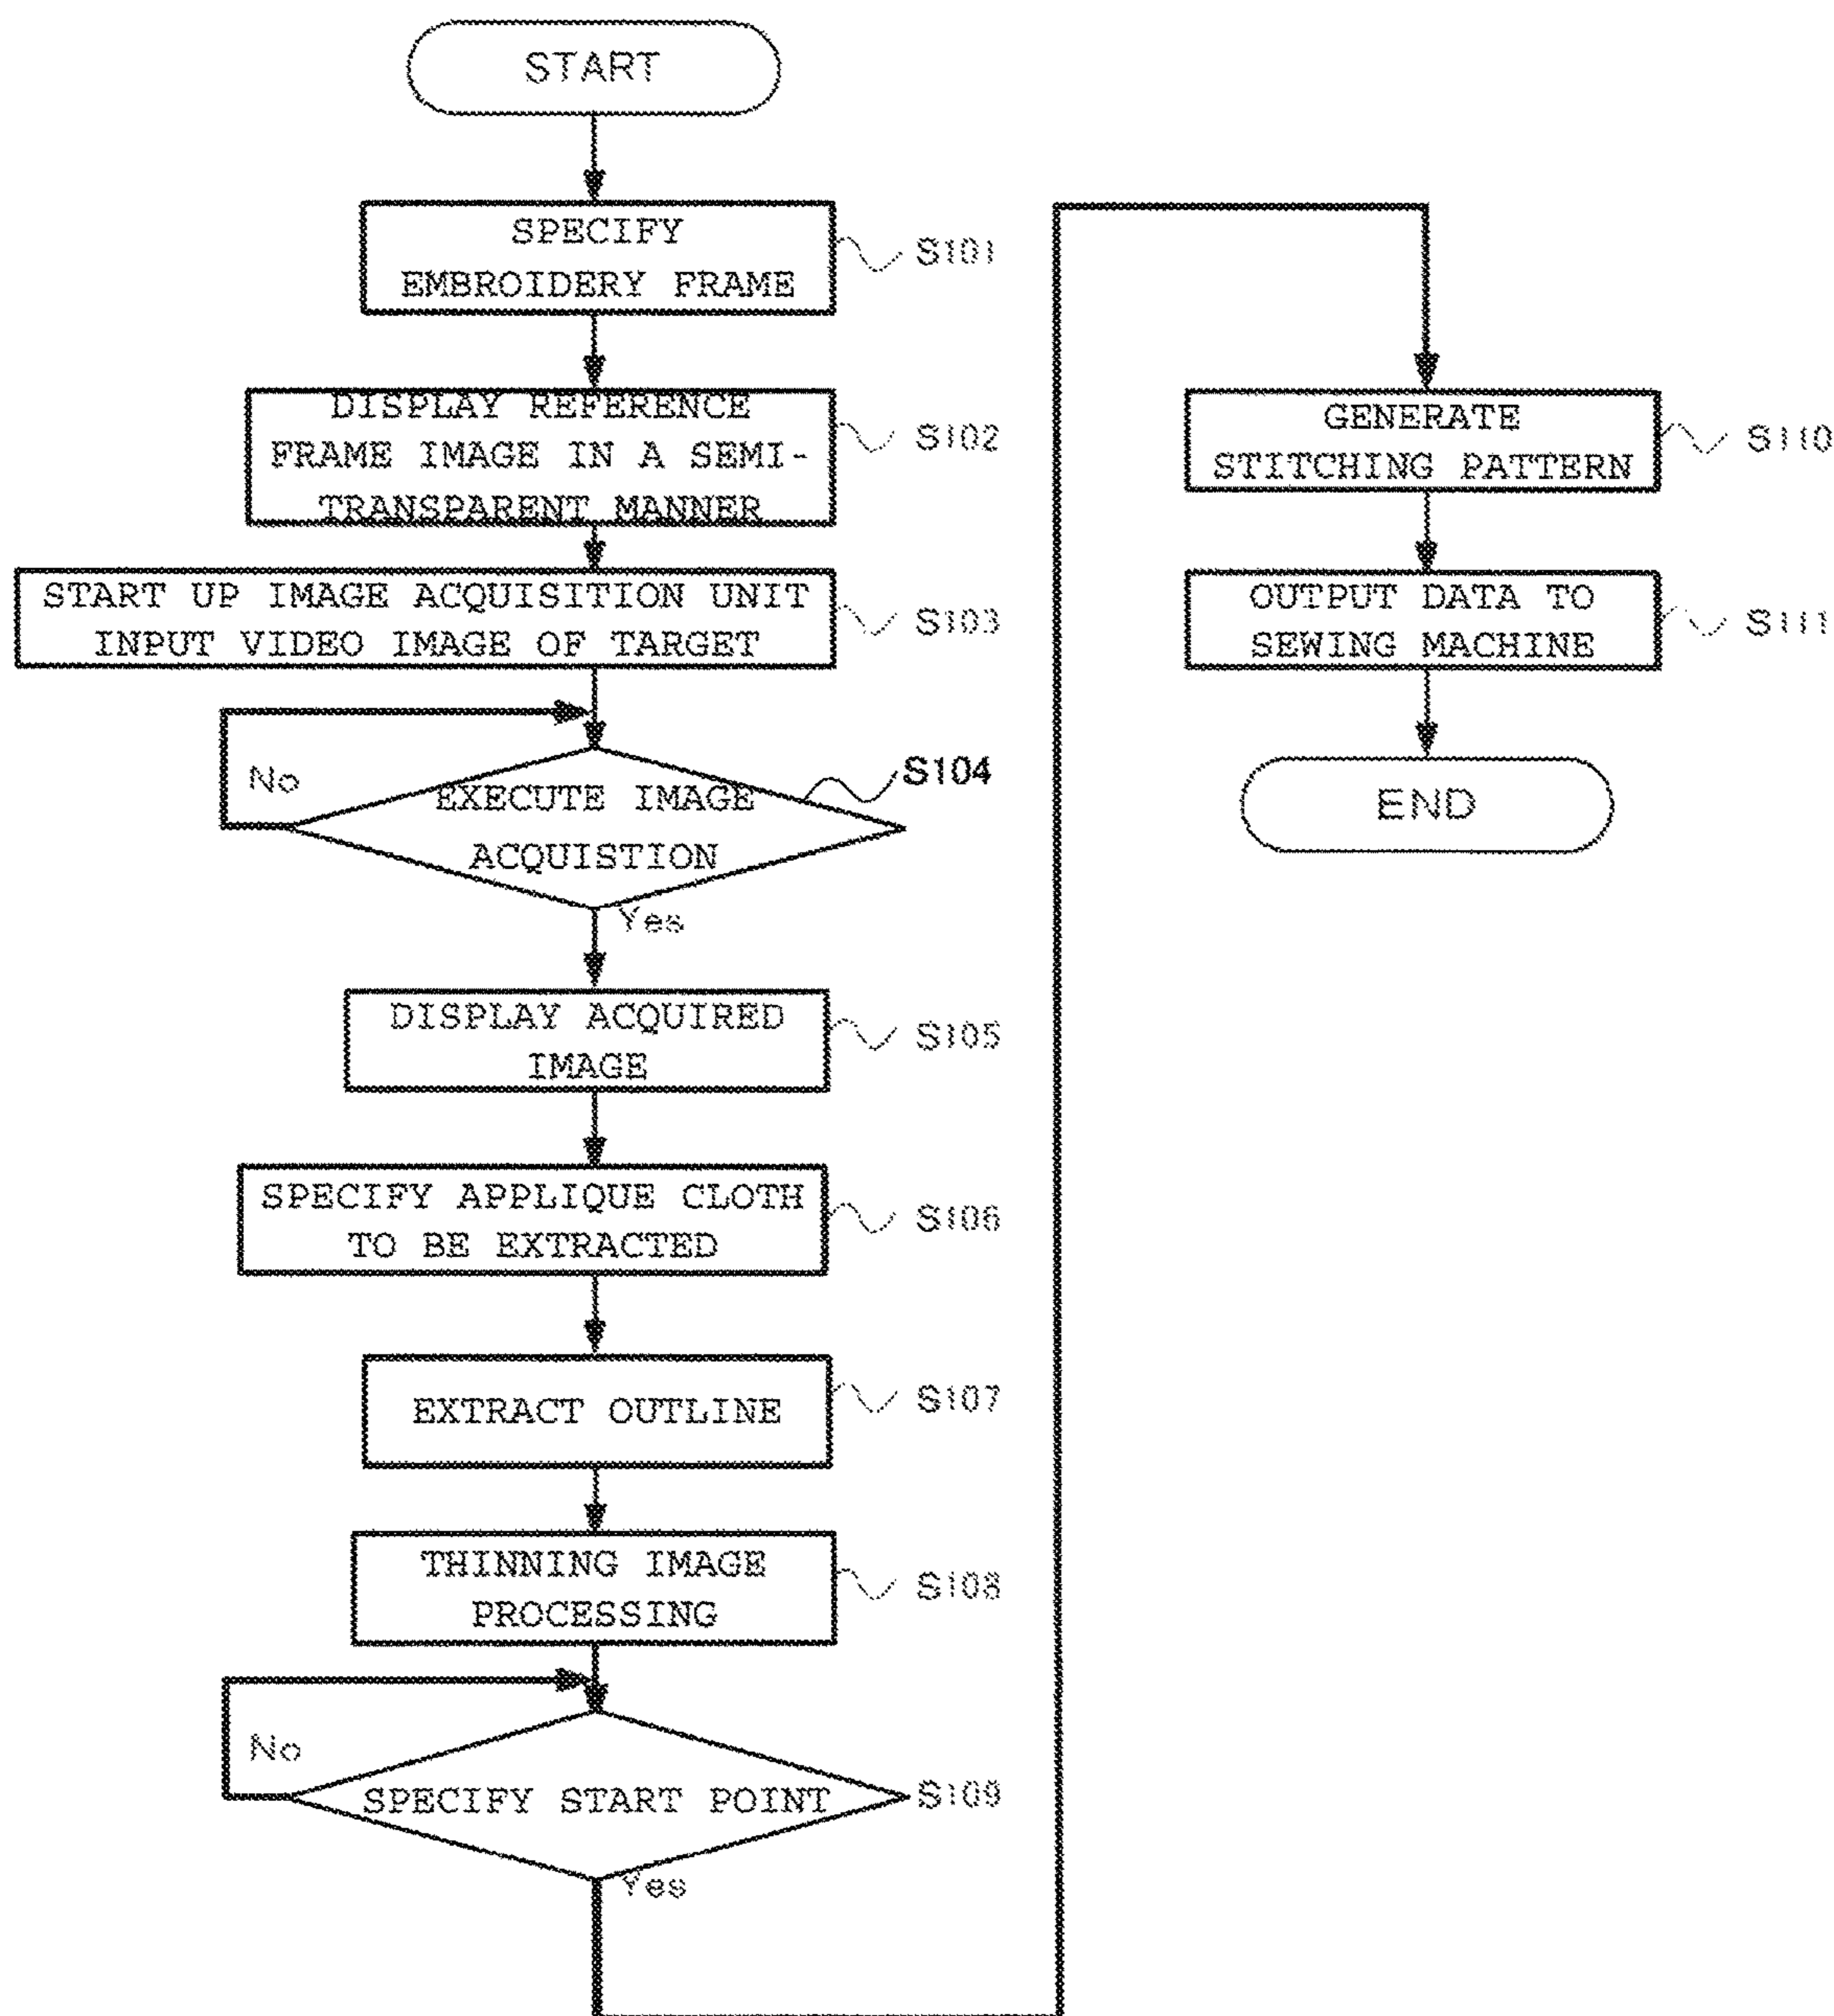 START
SPECIFY
EMBROIDERY FRAME
S101
DISPLAY REFERENCE
FRAME IMAGE IN A SEMI-
TRANSPARENT MANNER
S102
START UP IMAGE ACQUISITION UNIT
INPUT VIDEO IMAGE OF TARGET
S103
No
EXECUTE IMAGE
ACQUISTION
S104
Yes
DISPLAY ACQUIRED
IMAGE
S105
SPECIFY APPLIQUE CLOTH
TO BE EXTRACTED
S106
EXTRACT OUTLINE
S107
THINNING IMAGE
PROCESSING
S108
No
SPECIFY START POINT
S109
Yes
GENERATE
STITCHING PATTERN
S110
OUTPUT DATA TO
SEWING MACHINE
S111
END